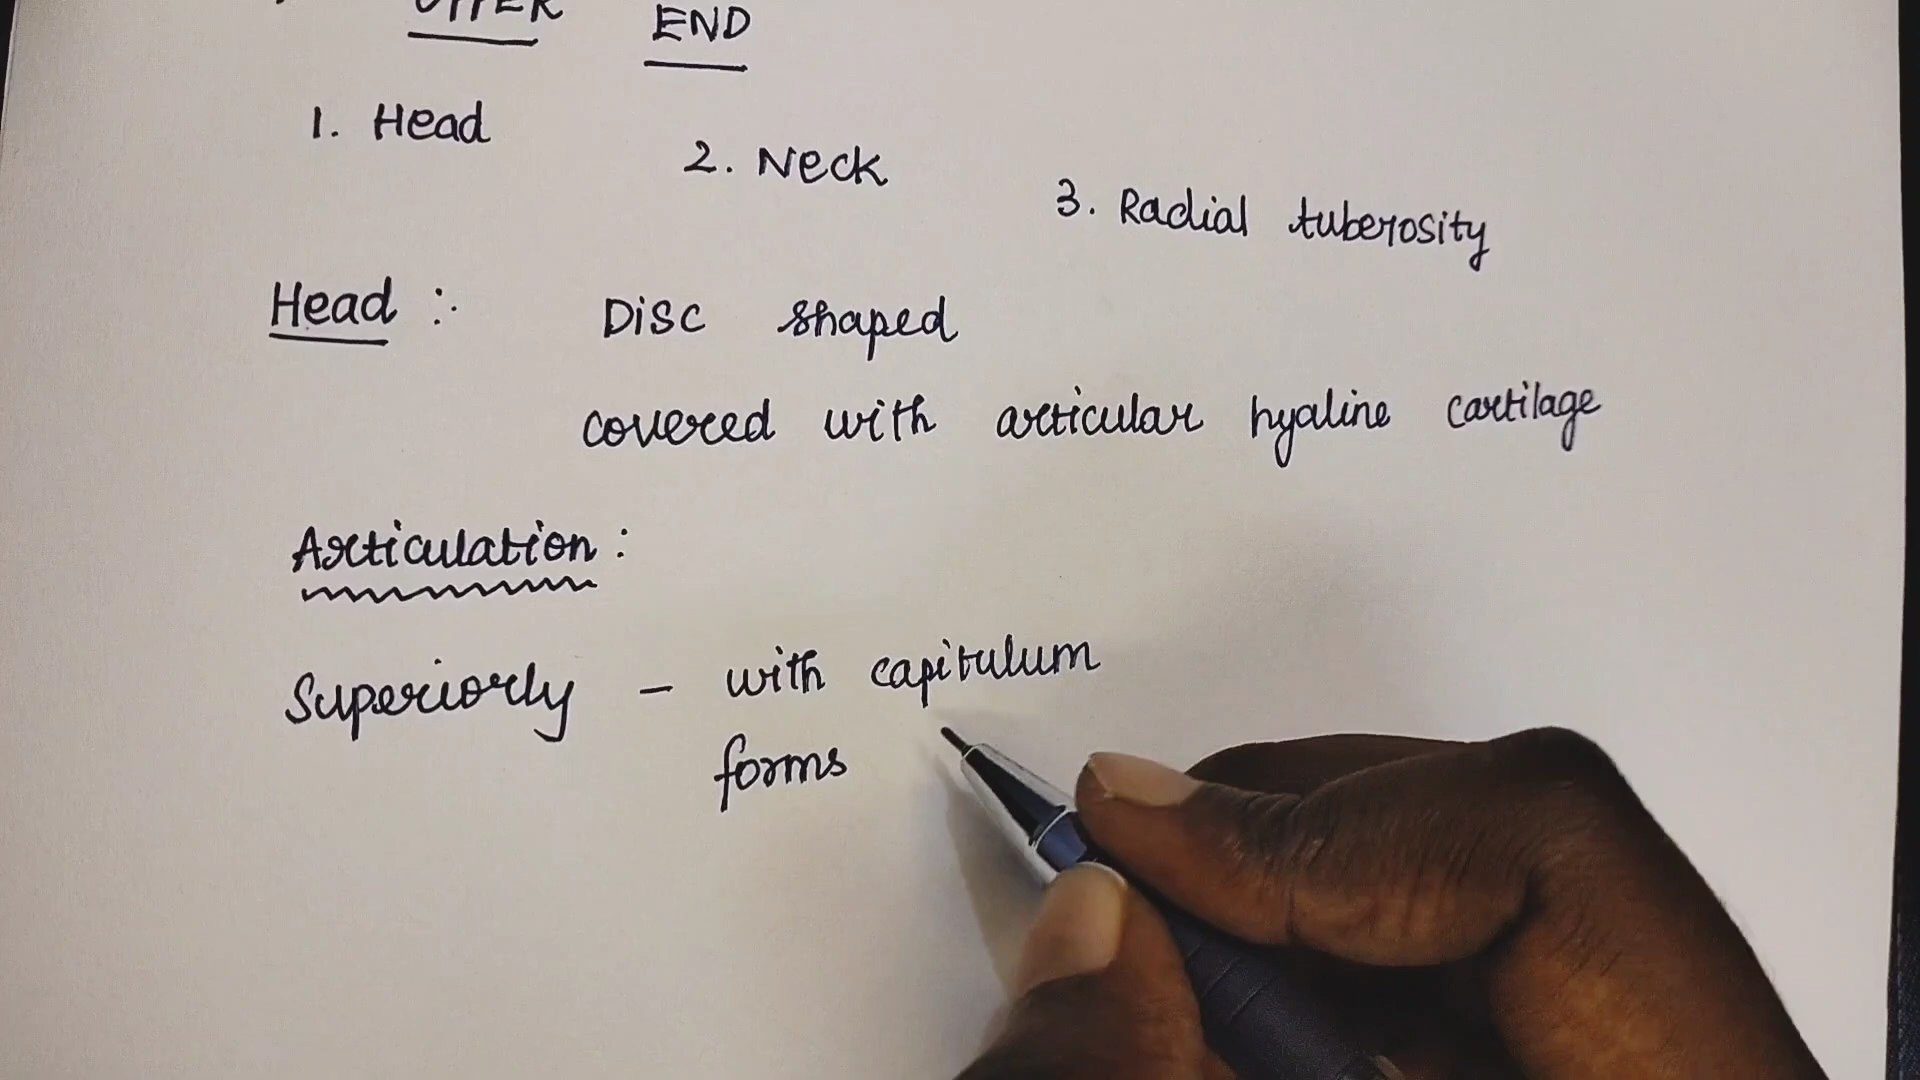 UPPER END
1. Head
2. Neck
3. Radial tuberosity
Head :- Disc shaped
covered with articular hyaline cartilage
Articulation :
Superiorly - with capitulum
forms